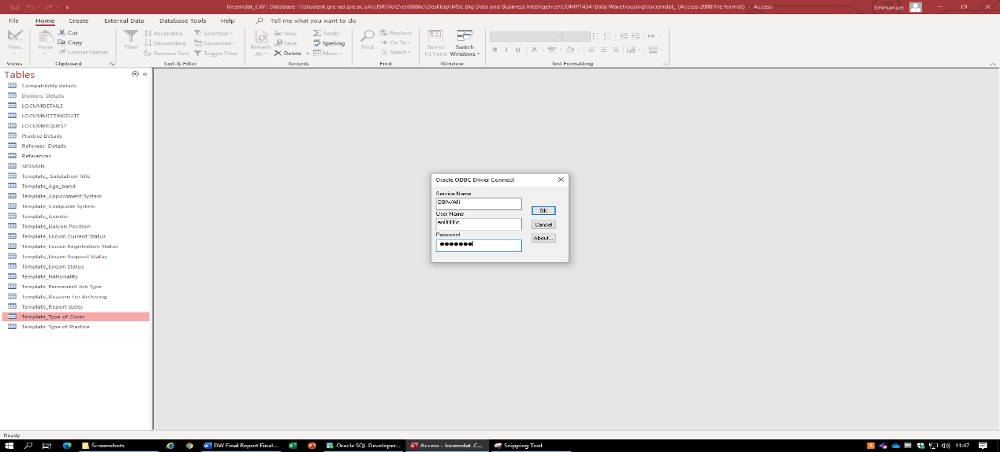 locemdat_CW : Database- \\student.gre-ad.gre.ac.uk\USR\Vol2\en8886c\Desktop\MSc Big Data and Business Intelligence\COMP1434-Data Warehousing\locemdat_ (Access 2000 file format) - Access
Emmanuel
File Home Create External Data Database Tools Help Tell me what you want to do
View
Views
Paste
Cut
Copy
Format Painter
Clipboard
Filter
Ascending
Descending
Remove Sort
Selection
Advanced
Toggle Filter
Sort & Filter
Refresh All
New
Save
Delete
Totals
Spelling
More
Records
Find
Replace
Go To
Select
Find
Size to Fit Form
Switch Windows
Window
B I U A
Text Formatting
Tables
Compatibility details
Doctors' Details
LOCUMDETAILS
LOCUMMEETINGDATE
LOCUMREQUEST
Practice Details
Referees' Details
References
SESSION
Template_ Salutation Title
Template_Age_band
Template_Appoinment System
Template_Computer System
Template_Gender
Template_Liaison Position
Template_Locum Current Status
Template_Locum Registration Status
Template_Locum Request Status
Template_Locum Status
Template_Nationality
Template_Permanent Job Type
Template_Reasons for Archiving
Template_Report dates
Template_Type of Cover
Template_Type of Practice
Oracle ODBC Driver Connect
Service Name
OBIWAN
OK
User Name
en8886c
Cancel
Password
About...
Ready
Screenshots
DW Final Report Final...
Oracle SQL Developer...
Access - locemdat_C...
Snipping Tool
11:47